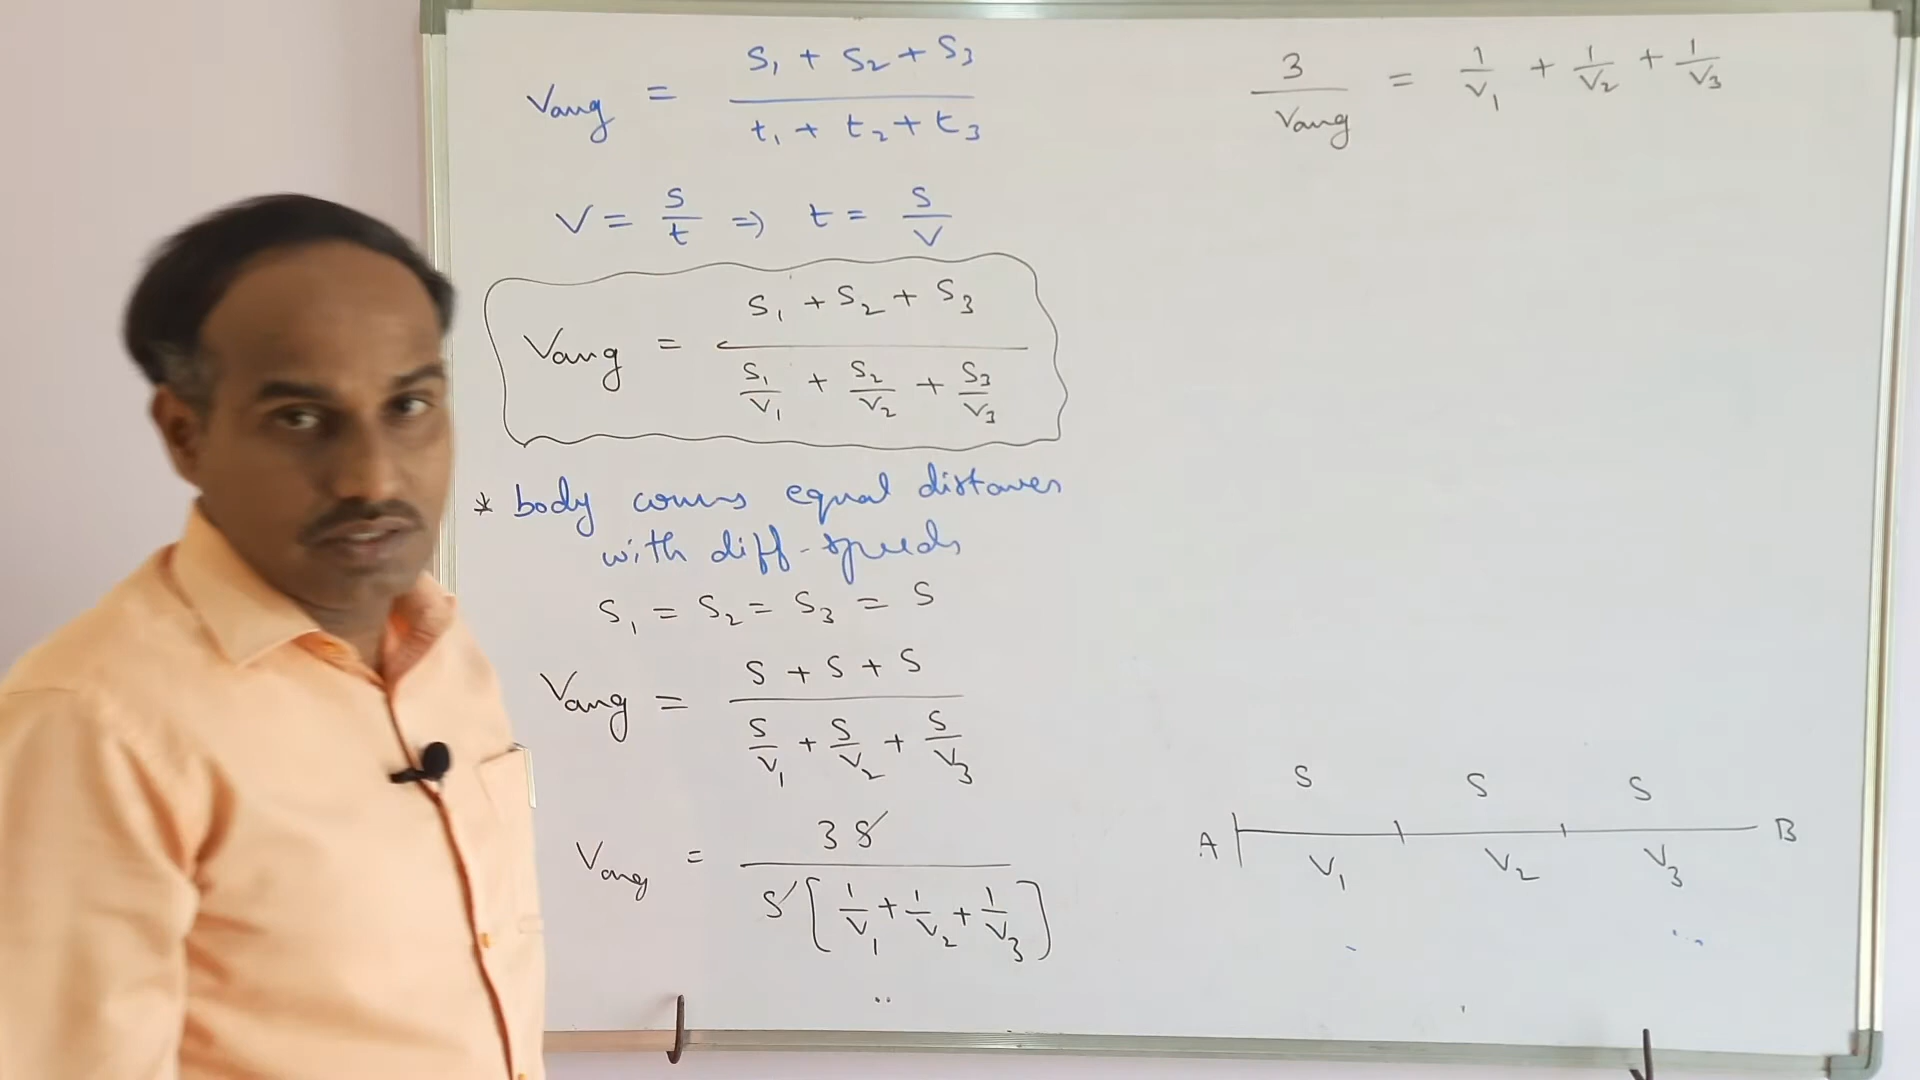 Vavg = S₁ + S₂ + S₃ / t₁ + t₂ + t₃
V = S/t => t = S/V
Vavg = S₁ + S₂ + S₃ / S₁/V₁ + S₂/V₂ + S₃/V₃
* body covers equal distances
with diff-speeds
S₁ = S₂ = S₃ = S
Vavg = S + S + S / S/V₁ + S/V₂ + S/V₃
Vavg = 3S / S[1/V₁ + 1/V₂ + 1/V₃]
3/Vavg = 1/V₁ + 1/V₂ + 1/V₃
S S S
A B
V₁ V₂ V₃